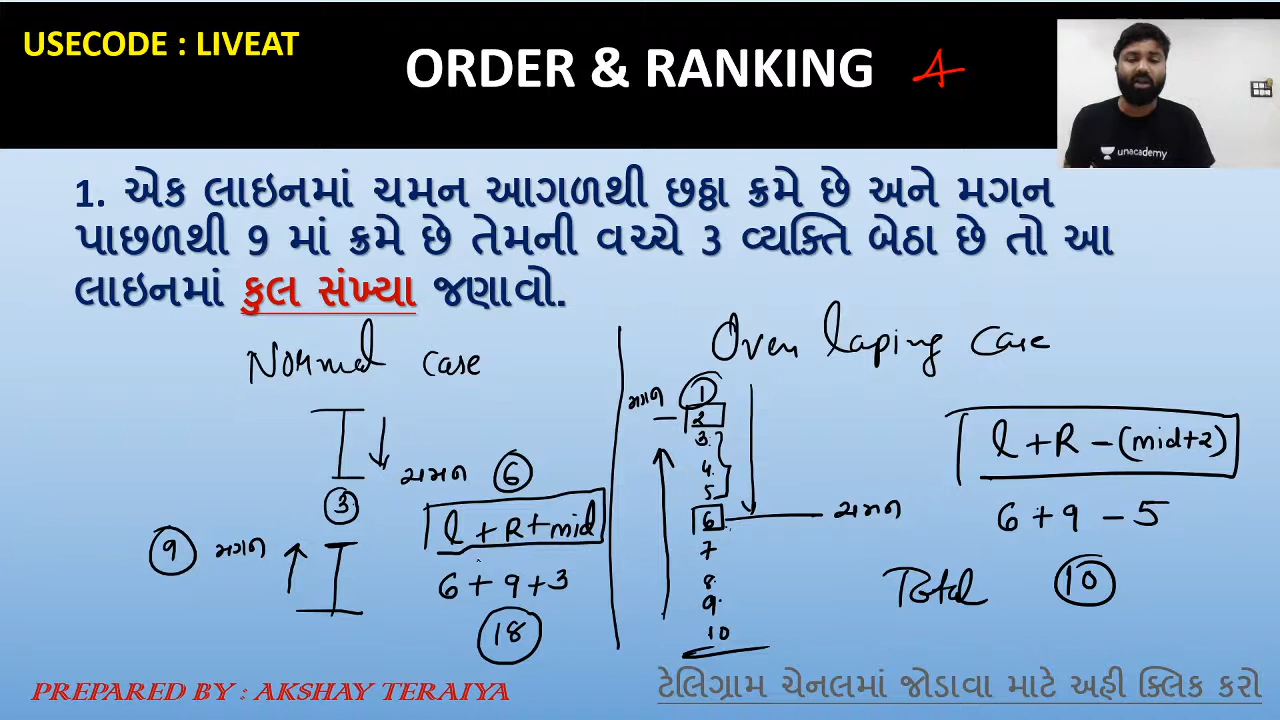 USECODE : LIVEAT
ORDER & RANKING
unacademy
1. એક લાઇનમાં ચમન આગળથી છઠ્ઠા ક્રમે છે અને મગન
પાછળથી 9 માં ક્રમે છે તેમની વચ્ચે 3 વ્યક્તિ બેઠા છે તો આ
લાઇનમાં કુલ સંખ્યા જણાવો.
Normal case
ચમન 6
3
9 મગન
l + R + mid
6 + 9 + 3
18
Over laping case
મગન
1
2
3.
4.
5
6 ચમન
7
8.
9.
10
l + R - (mid+2)
6 + 9 - 5
Total 10
PREPARED BY : AKSHAY TERAIYA
ટેલિગ્રામ ચેનલમાં જોડાવા માટે અહી ક્લિક કરો